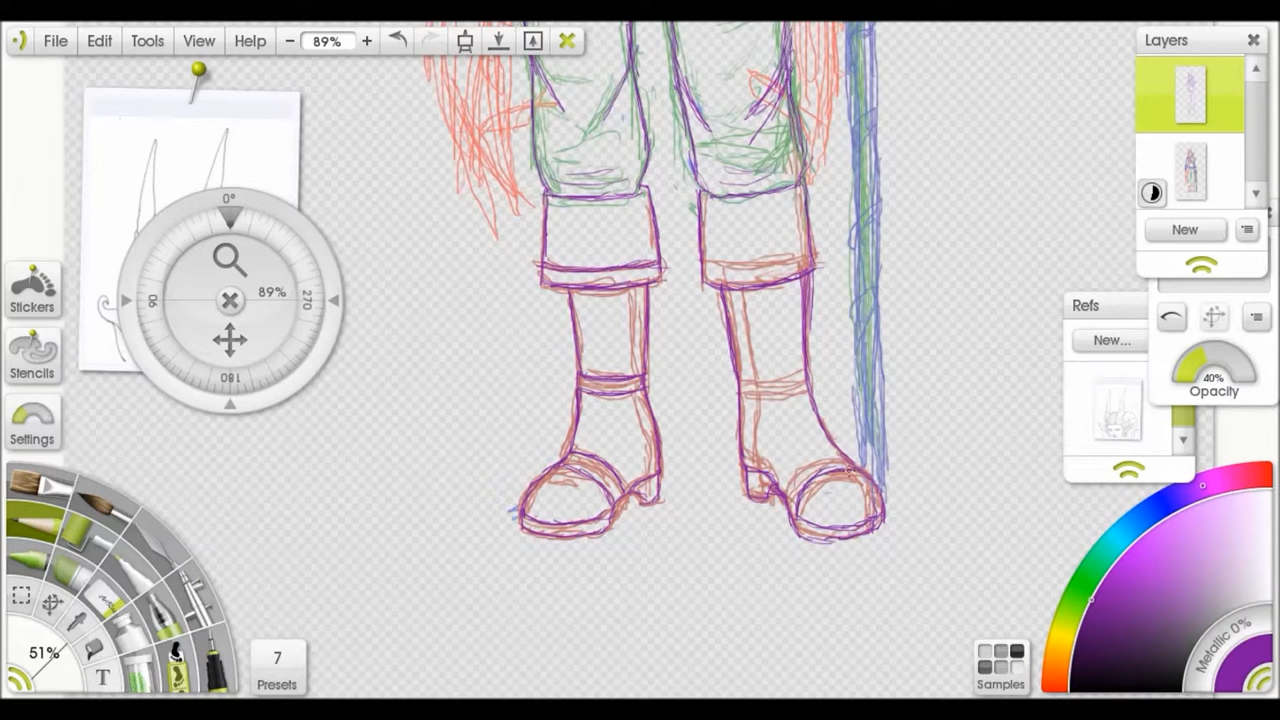 File Edit Tools View Help 89%
Layers
New
Refs
New...
40%
Opacity
Stickers
Stencils
Settings
0°
89%
90
270
180
51%
T
7
Presets
Samples
Metallic 0%